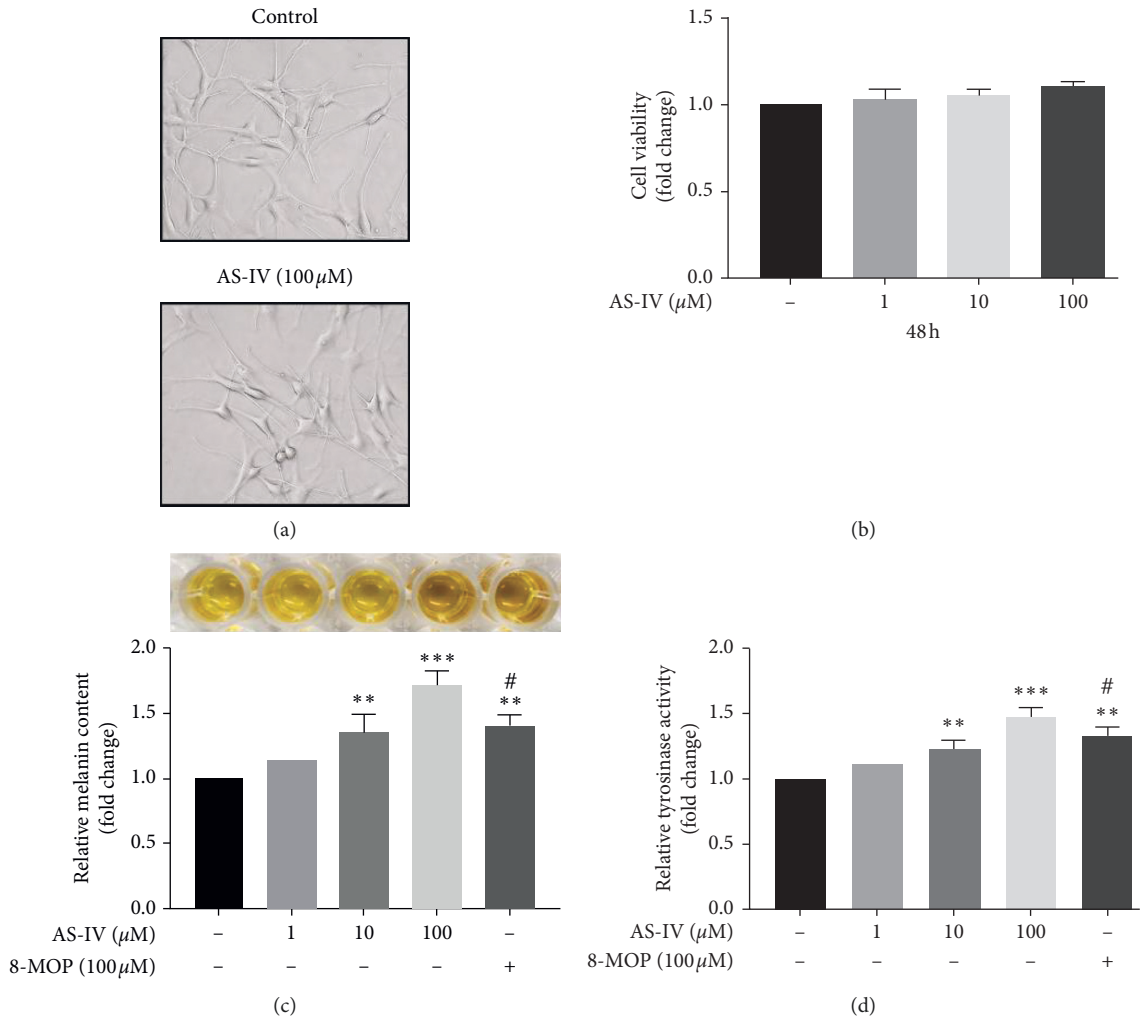 Control
AS-IV (100 μM)
(a)
1.5
1.0
0.5
0.0
Cell viability
(fold change)
AS-IV (μM)
– 1 10 100
48 h
(b)
2.0
1.5
1.0
0.5
0.0
Relative melanin content
(fold change)
** *** # **
AS-IV (μM) – 1 10 100 –
8-MOP (100 μM) – – – – +
(c)
2.0
1.5
1.0
0.5
0.0
Relative tyrosinase activity
(fold change)
** *** # **
AS-IV (μM) – 1 10 100 –
8-MOP (100 μM) – – – – +
(d)